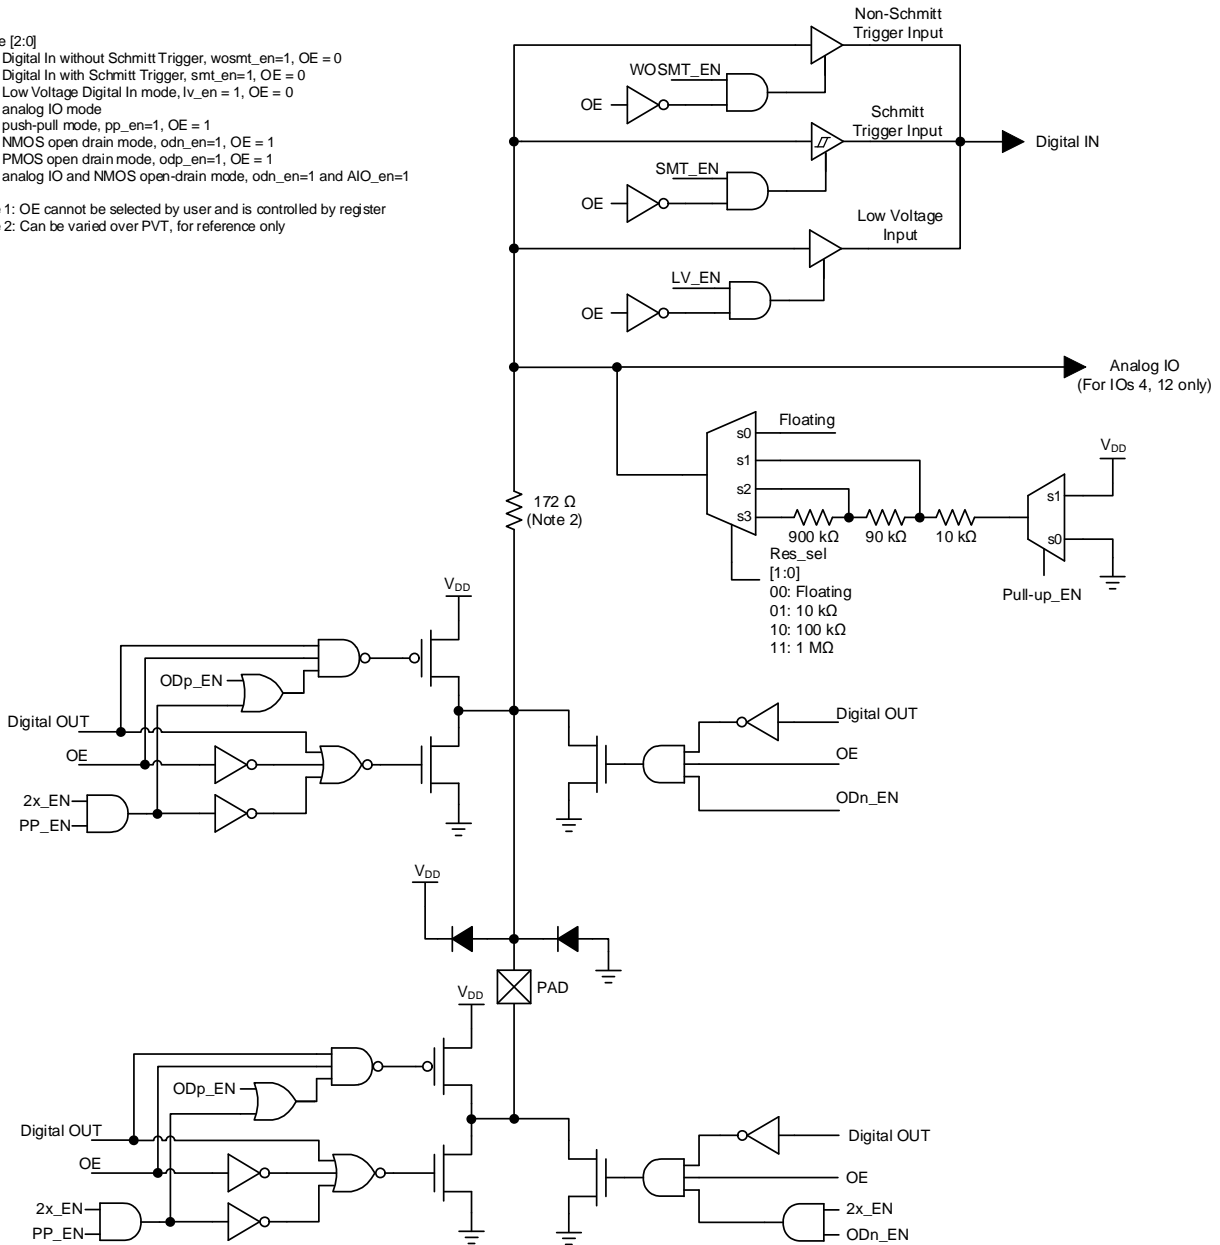 e [2:0]
Digital In without Schmitt Trigger, wosmt_en=1, OE = 0
Digital In with Schmitt Trigger, smt_en=1, OE = 0
Low Voltage Digital In mode, lv_en = 1, OE = 0
analog IO mode
push-pull mode, pp_en=1, OE = 1
NMOS open drain mode, odn_en=1, OE = 1
PMOS open drain mode, odp_en=1, OE = 1
analog IO and NMOS open-drain mode, odn_en=1 and AIO_en=1
1: OE cannot be selected by user and is controlled by register
2: Can be varied over PVT, for reference only
Non-Schmitt
Trigger Input
WOSMT_EN
OE
Schmitt
Trigger Input
Digital IN
SMT_EN
OE
Low Voltage
Input
LV_EN
OE
Analog IO
(For IOs 4, 12 only)
Floating
s0
s1
s2
s3
900 kΩ
90 kΩ
10 kΩ
VDD
s1
s0
Pull-up_EN
Res_sel
[1:0]
00: Floating
01: 10 kΩ
10: 100 kΩ
11: 1 MΩ
172 Ω
(Note 2)
VDD
ODp_EN
Digital OUT
OE
2x_EN
PP_EN
Digital OUT
OE
ODn_EN
VDD
PAD
VDD
ODp_EN
Digital OUT
OE
2x_EN
PP_EN
Digital OUT
OE
2x_EN
ODn_EN